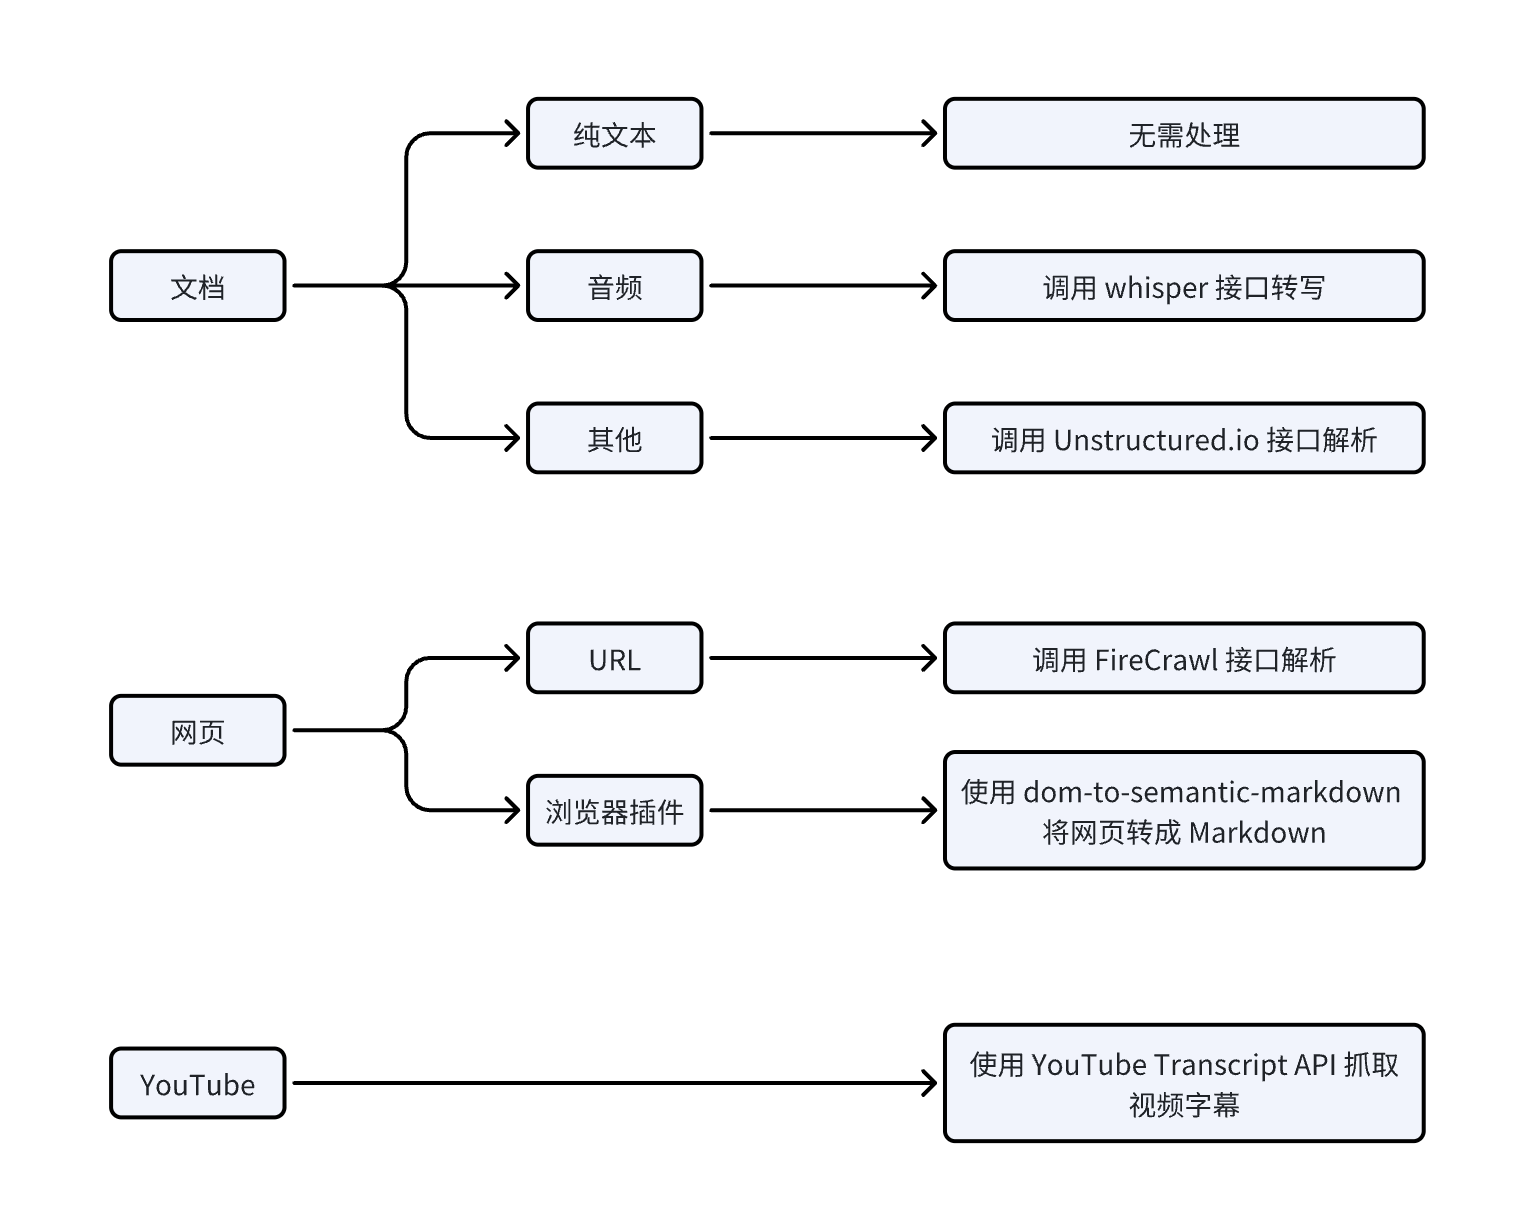 纯文本
无需处理
文档
音频
调用 whisper 接口转写
其他
调用 Unstructured.io 接口解析
URL
调用 FireCrawl 接口解析
网页
浏览器插件
使用 dom-to-semantic-markdown
将网页转成 Markdown
YouTube
使用 YouTube Transcript API 抓取
视频字幕